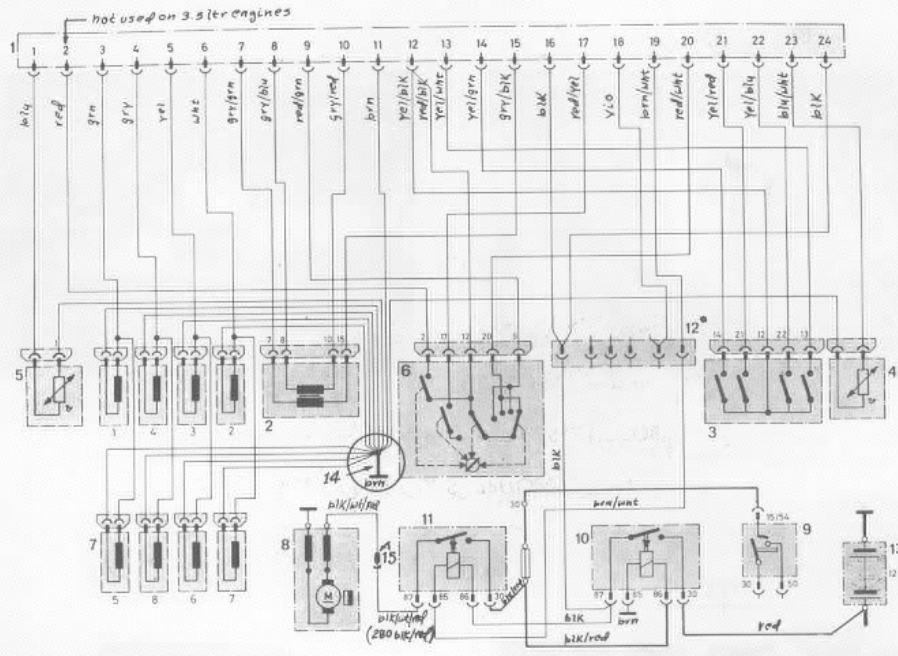 not used on 3.5 ltr engines
1
1 2 3 4 5 6 7 8 9 10 11 12 13 14 15 16 17 18 19 20 21 22 23 24
blu red grn gry yel wht grn/grn gry/blu red/grn gry/red brn yel/blk red/blk yel/wht yel/grn gry/blk blk red/yel vio brn/wht red/wht yel/red yel/blu blu/wht blk
12
7 8 10 15
2 17 12 20
14 21 12 22 13
5
6
4
1 4 3 2
2
3
14
brn
blk
blk/wt/red
brn/wht
30
11
10
15/54
9
7
8
15
13
12
M
30 50
87 85 86 30
87 85 86 30
5 8 6 7
blk/wt/red
(280 blk/red)
blk/red
blk
brn
blk/red
red